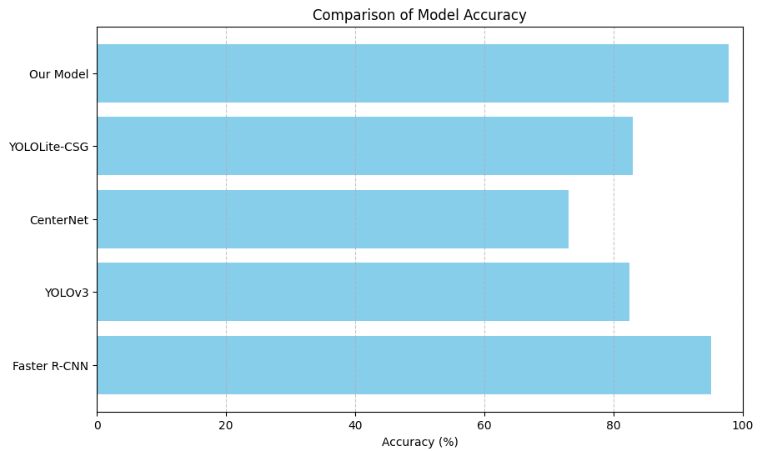 Comparison of Model Accuracy
Our Model
YOLOLite-CSG
CenterNet
YOLOv3
Faster R-CNN
0 20 40 60 80 100
Accuracy (%)